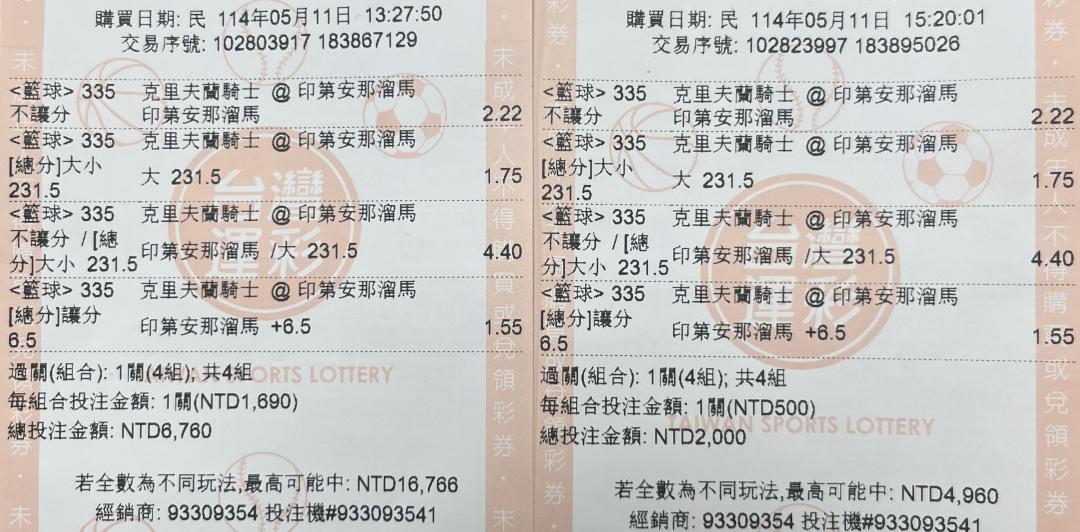 購買日期: 民 114年05月11日 13:27:50
交易序號: 102803917 183867129
<籃球> 335 克里夫蘭騎士 @ 印第安那溜馬
不讓分 印第安那溜馬 2.22
<籃球> 335 克里夫蘭騎士 @ 印第安那溜馬
[總分]大小
231.5 大 231.5 1.75
<籃球> 335 克里夫蘭騎士 @ 印第安那溜馬
不讓分 / [總
分]大小 231.5 印第安那溜馬 /大 231.5 4.40
<籃球> 335 克里夫蘭騎士 @ 印第安那溜馬
[總分]讓分
6.5 印第安那溜馬 +6.5 1.55
過關(組合): 1關(4組); 共4組
每組合投注金額: 1關(NTD1,690)
總投注金額: NTD6,760
若全數為不同玩法,最高可能中: NTD16,766
經銷商: 93309354 投注機#933093541
台灣運彩
SPORTS LOTTERY
購買日期: 民 114年05月11日 15:20:01
交易序號: 102823997 183895026
<籃球> 335 克里夫蘭騎士 @ 印第安那溜馬
不讓分 印第安那溜馬 2.22
<籃球> 335 克里夫蘭騎士 @ 印第安那溜馬
[總分]大小
231.5 大 231.5 1.75
<籃球> 335 克里夫蘭騎士 @ 印第安那溜馬
不讓分 / [總
分]大小 231.5 印第安那溜馬 /大 231.5 4.40
<籃球> 335 克里夫蘭騎士 @ 印第安那溜馬
[總分]讓分
6.5 印第安那溜馬 +6.5 1.55
過關(組合): 1關(4組); 共4組
每組合投注金額: 1關(NTD500)
總投注金額: NTD2,000
若全數為不同玩法,最高可能中: NTD4,960
經銷商: 93309354 投注機#933093541
台灣運彩
TAIWAN SPORTS LOTTERY